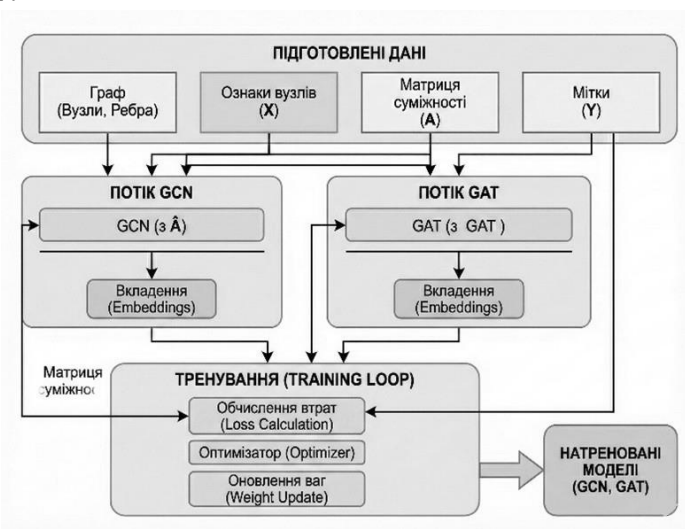 ПІДГОТОВЛЕНІ ДАНІ
Граф
(Вузли, Ребра)
Ознаки вузлів
(X)
Матриця
суміжності
(A)
Мітки
(Y)
ПОТІК GCN
GCN (з Â)
Вкладення
(Embeddings)
ПОТІК GAT
GAT (з GAT )
Вкладення
(Embeddings)
Матриця
ТРЕНУВАННЯ (TRAINING LOOP)
Обчислення втрат
(Loss Calculation)
Оптимізатор (Optimizer)
Оновлення ваг
(Weight Update)
НАТРЕНОВАНІ
МОДЕЛІ
(GCN, GAT)